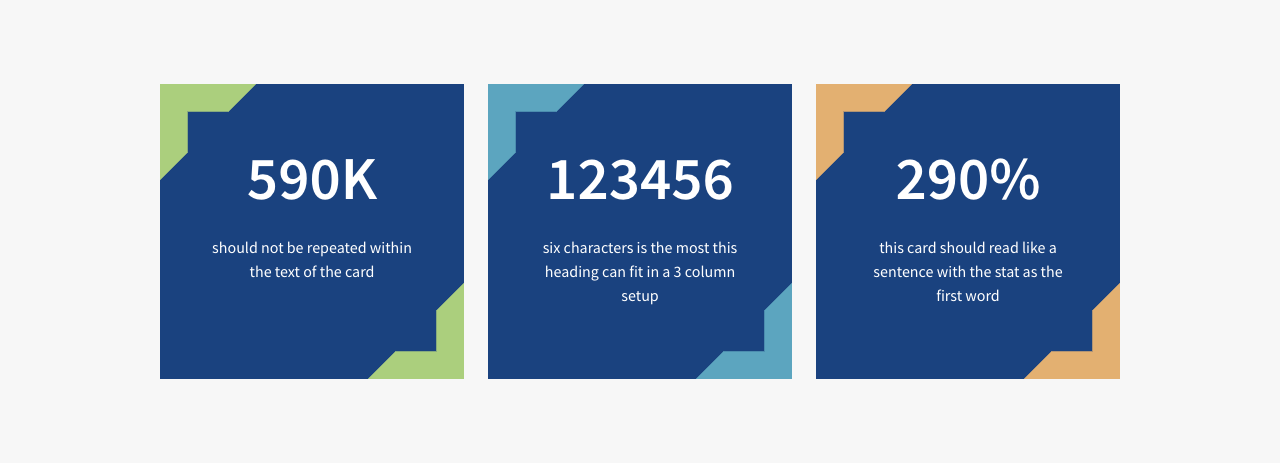 590K
should not be repeated within
the text of the card
123456
six characters is the most this
heading can fit in a 3 column
setup
290%
this card should read like a
sentence with the stat as the
first word